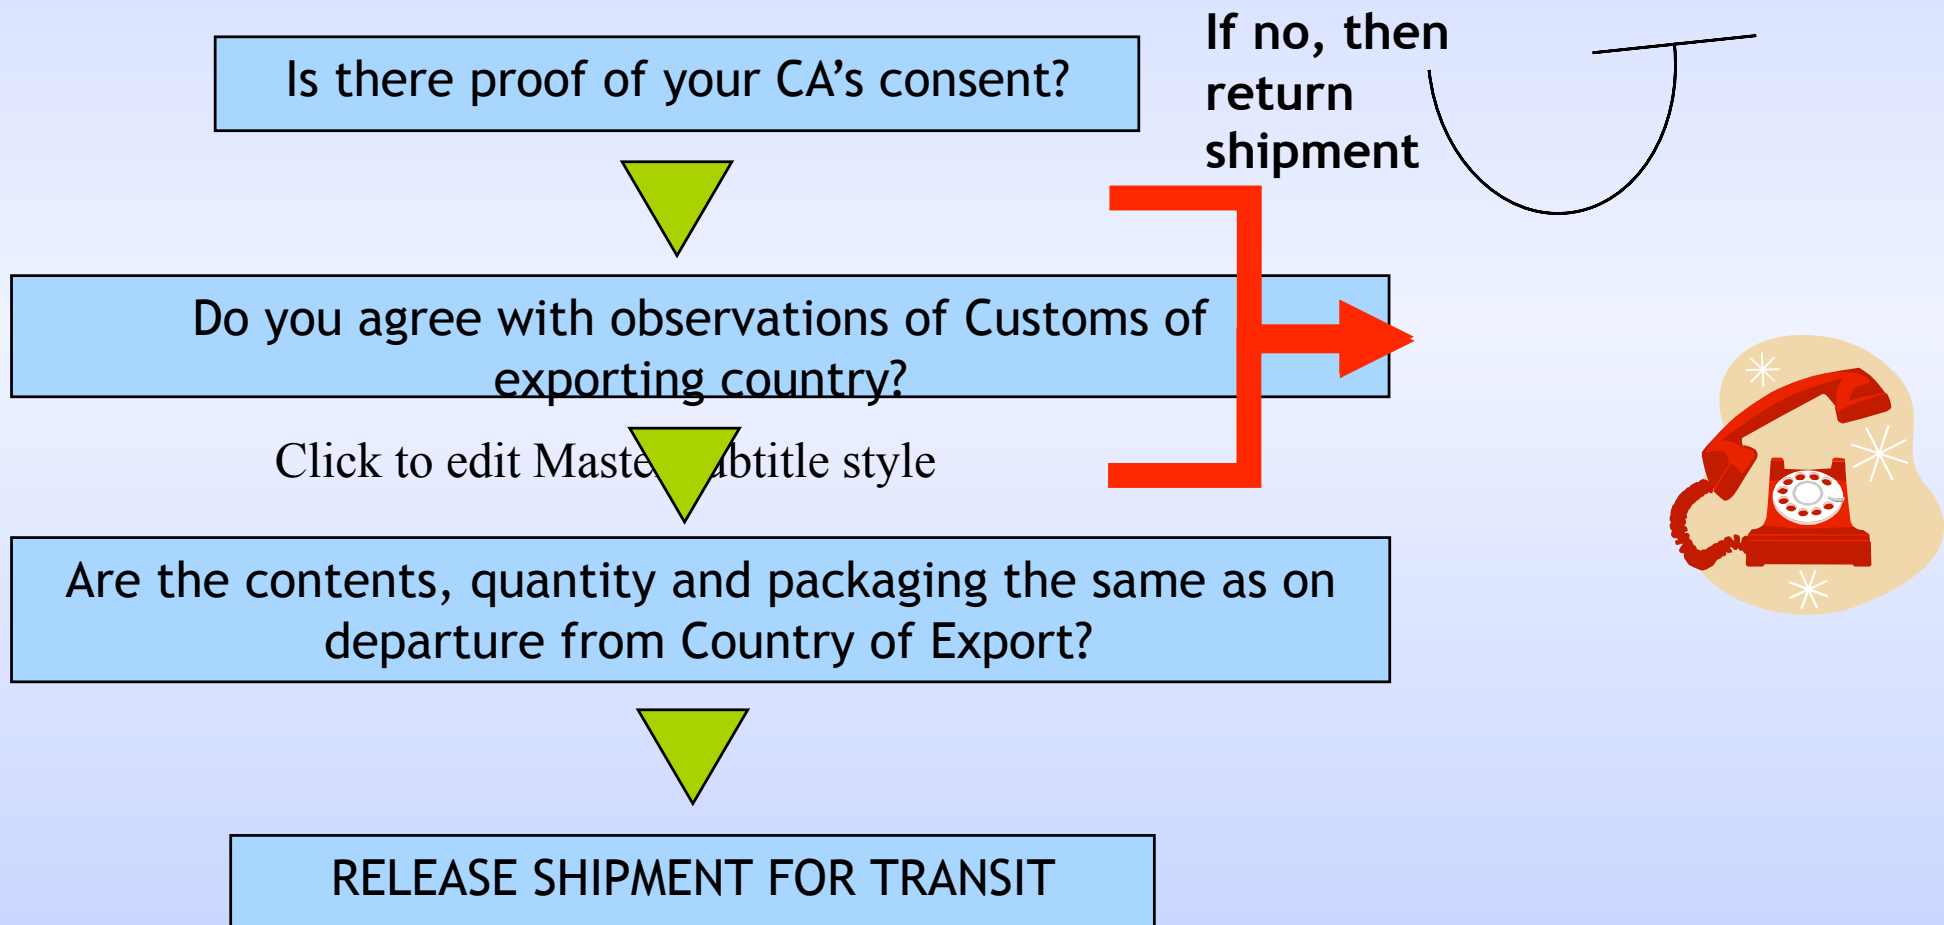 Is there proof of your CA’s consent?
If no, then
return
shipment
Do you agree with observations of Customs of
exporting country?
Click to edit Maste btitle style
Are the contents, quantity and packaging the same as on
departure from Country of Export?
RELEASE SHIPMENT FOR TRANSIT